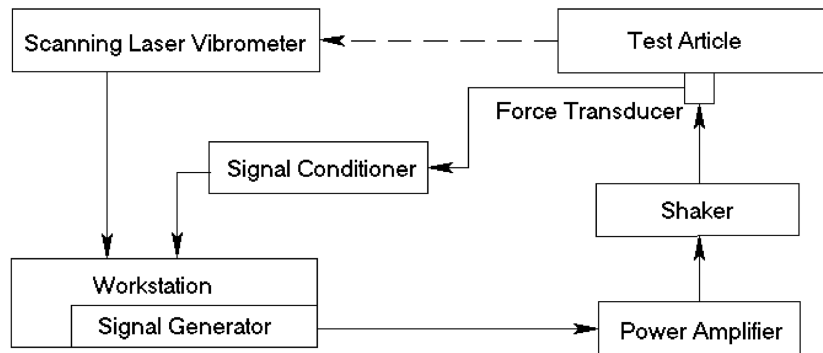 Scanning Laser Vibrometer
Test Article
Force Transducer
Signal Conditioner
Shaker
Workstation
Signal Generator
Power Amplifier